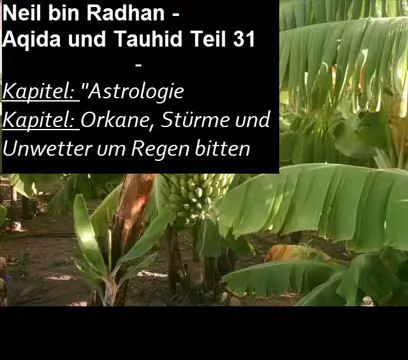 Neil bin Radhan -
Aqida und Tauhid Teil 31
-
Kapitel: "Astrologie
Kapitel: Orkane, Stürme und
Unwetter um Regen bitten